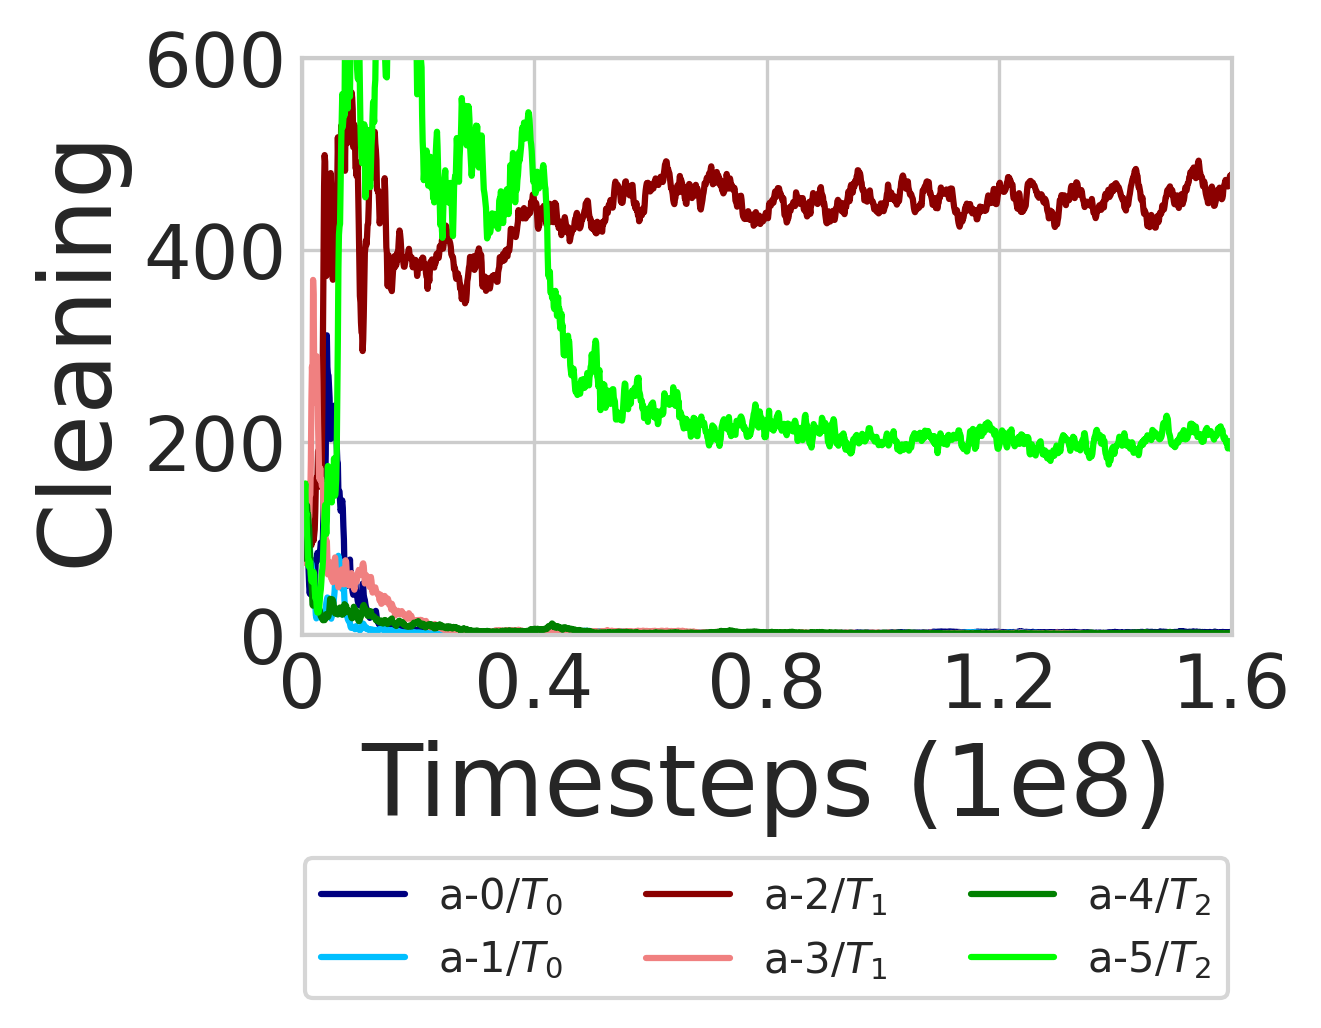 Cleaning
600
400
200
0
0 0.4 0.8 1.2 1.6
Timesteps (1e8)
a-0/T₀ a-2/T₁ a-4/T₂
a-1/T₀ a-3/T₁ a-5/T₂